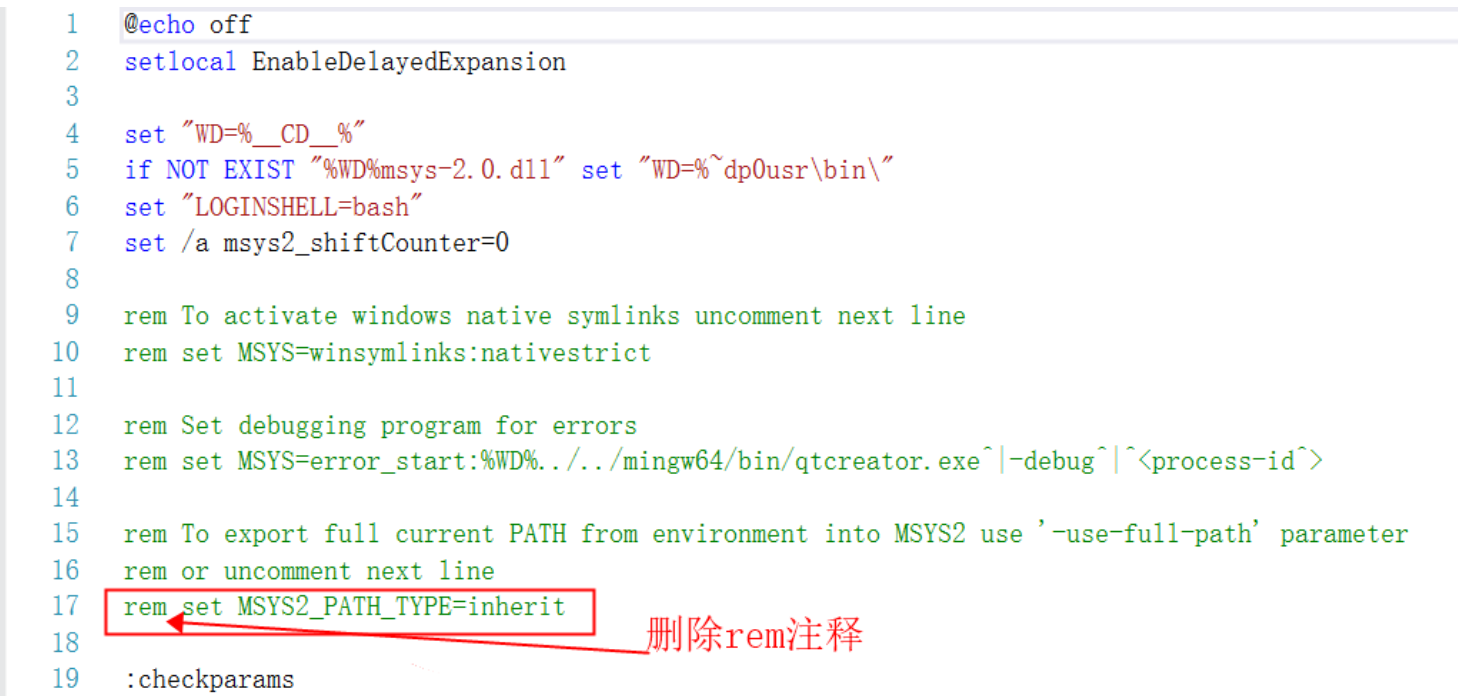 1 @echo off
2 setlocal EnableDelayedExpansion
3
4 set "WD=%__CD__%"
5 if NOT EXIST "%WD%msys-2.0.dll" set "WD=%~dp0usr\bin\"
6 set "LOGINSHELL=bash"
7 set /a msys2_shiftCounter=0
8
9 rem To activate windows native symlinks uncomment next line
10 rem set MSYS=winsymlinks:nativestrict
11
12 rem Set debugging program for errors
13 rem set MSYS=error_start:%WD%../../mingw64/bin/qtcreator.exe^|-debug^|^<process-id^>
14
15 rem To export full current PATH from environment into MSYS2 use '-use-full-path' parameter
16 rem or uncomment next line
17 rem set MSYS2_PATH_TYPE=inherit
删除rem注释
18
19 :checkparams